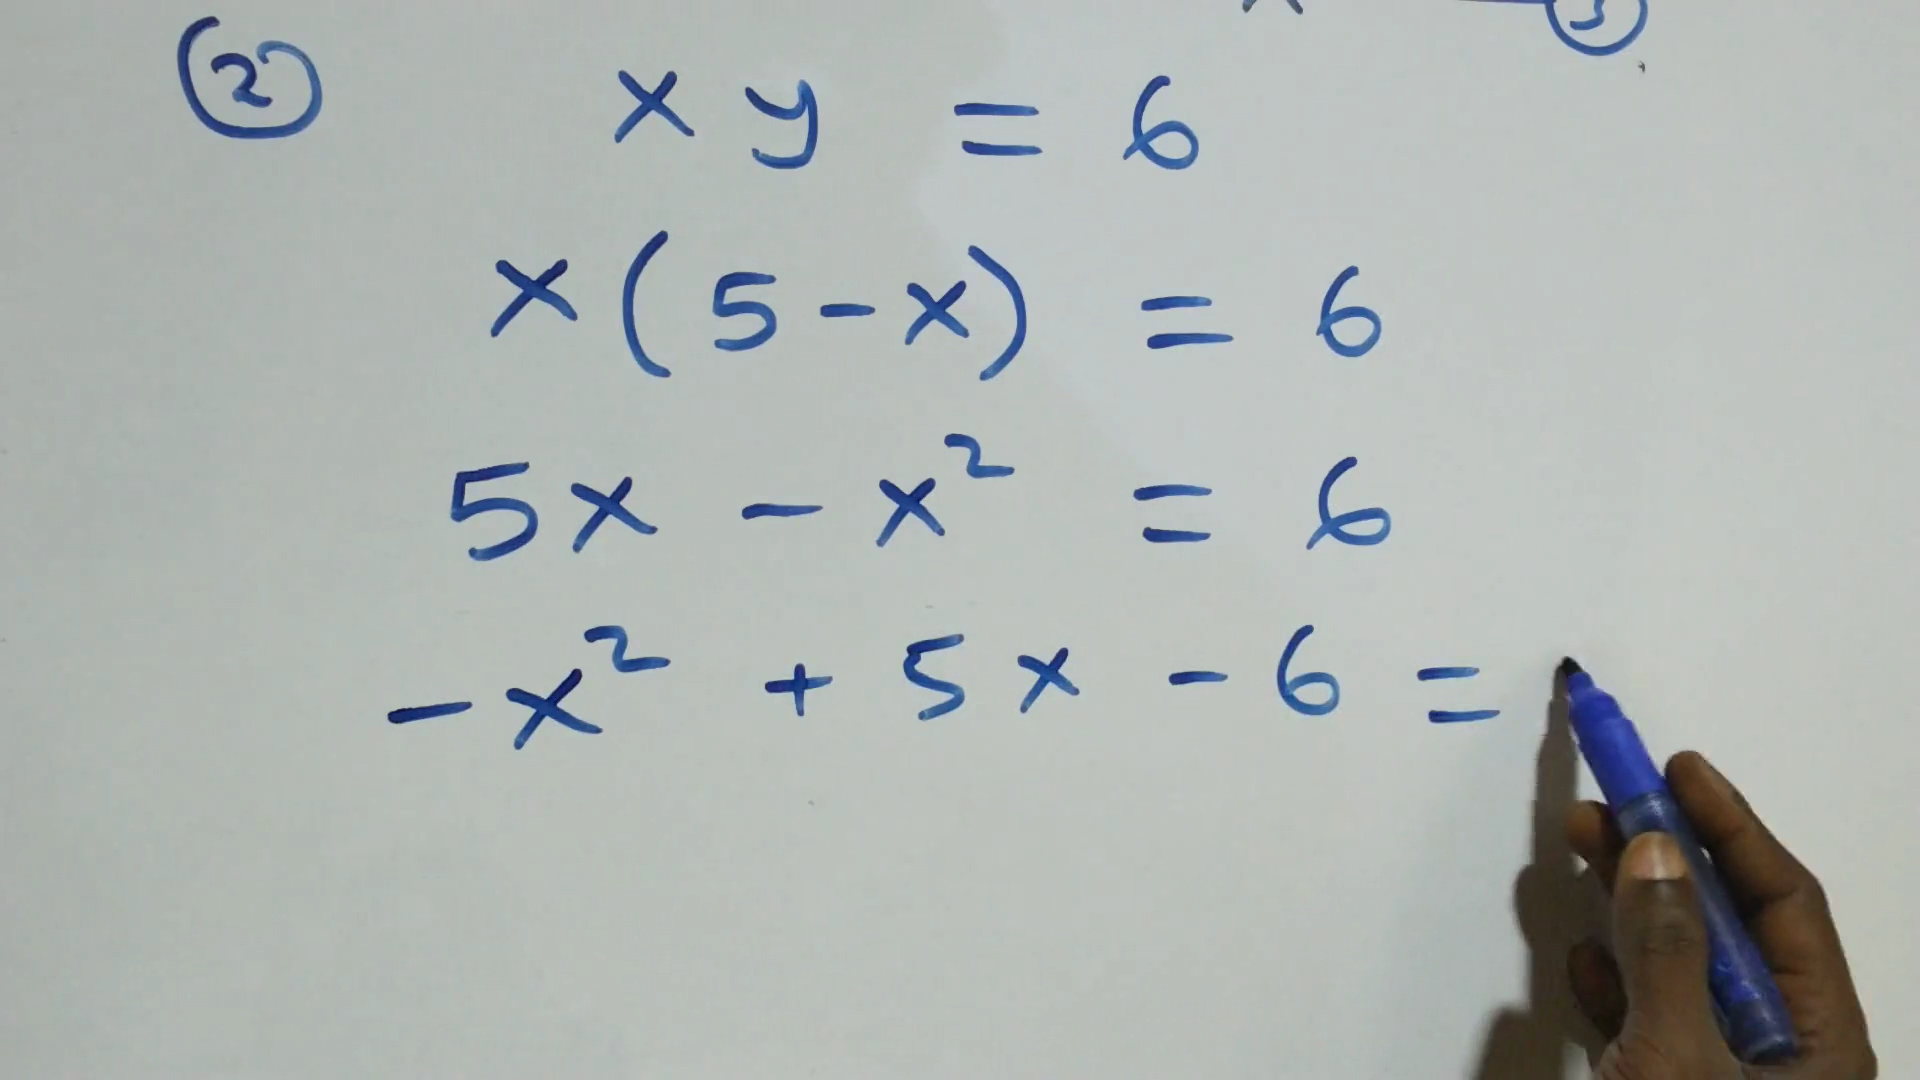 ② xy = 6
x(5-x) = 6
5x - x² = 6
-x² + 5x - 6 =